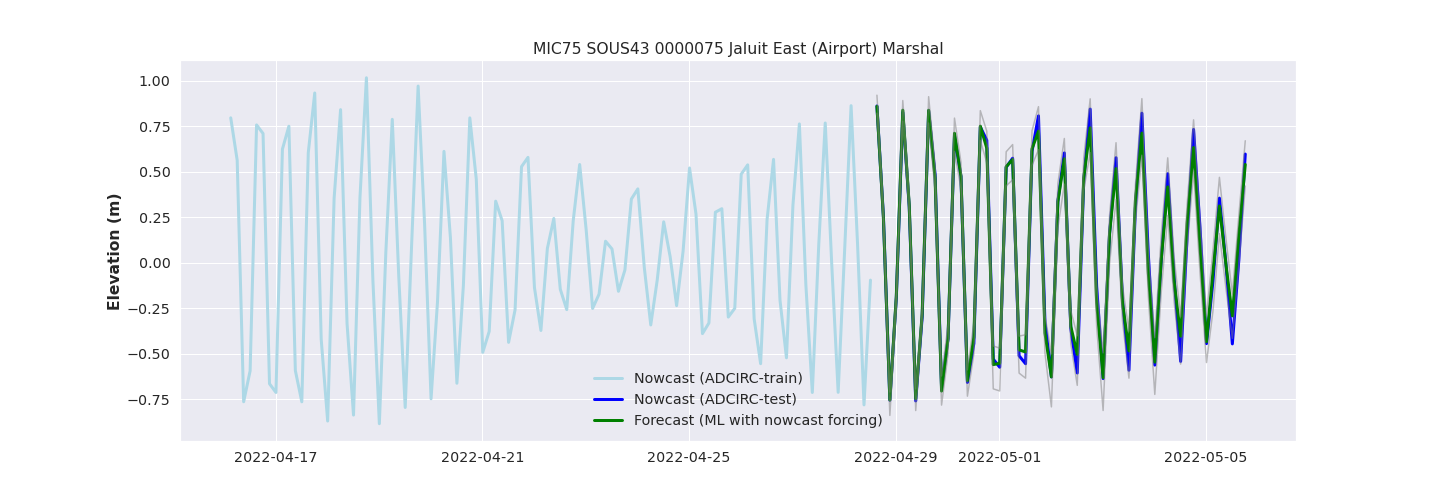 MIC75 SOUS43 0000075 Jaluit East (Airport) Marshal
1.00
0.75
0.50
0.25
0.00
−0.25
−0.50
−0.75
Elevation (m)
Nowcast (ADCIRC-train)
Nowcast (ADCIRC-test)
Forecast (ML with nowcast forcing)
2022-04-17 2022-04-21 2022-04-25 2022-04-29 2022-05-01 2022-05-05